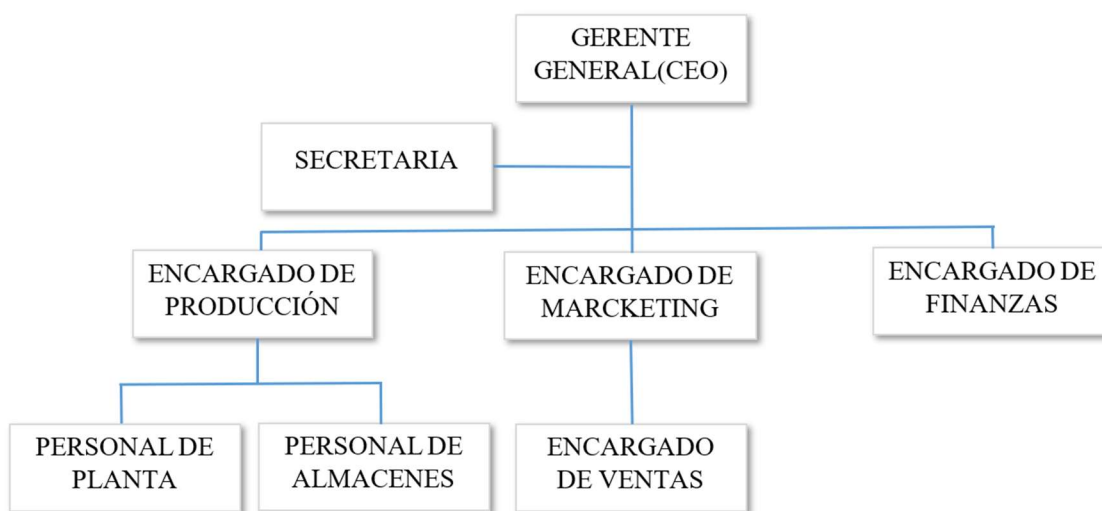 GERENTE
GENERAL(CEO)
SECRETARIA
ENCARGADO DE
PRODUCCIÓN
ENCARGADO DE
MARCKETING
ENCARGADO DE
FINANZAS
PERSONAL DE
PLANTA
PERSONAL DE
ALMACENES
ENCARGADO
DE VENTAS